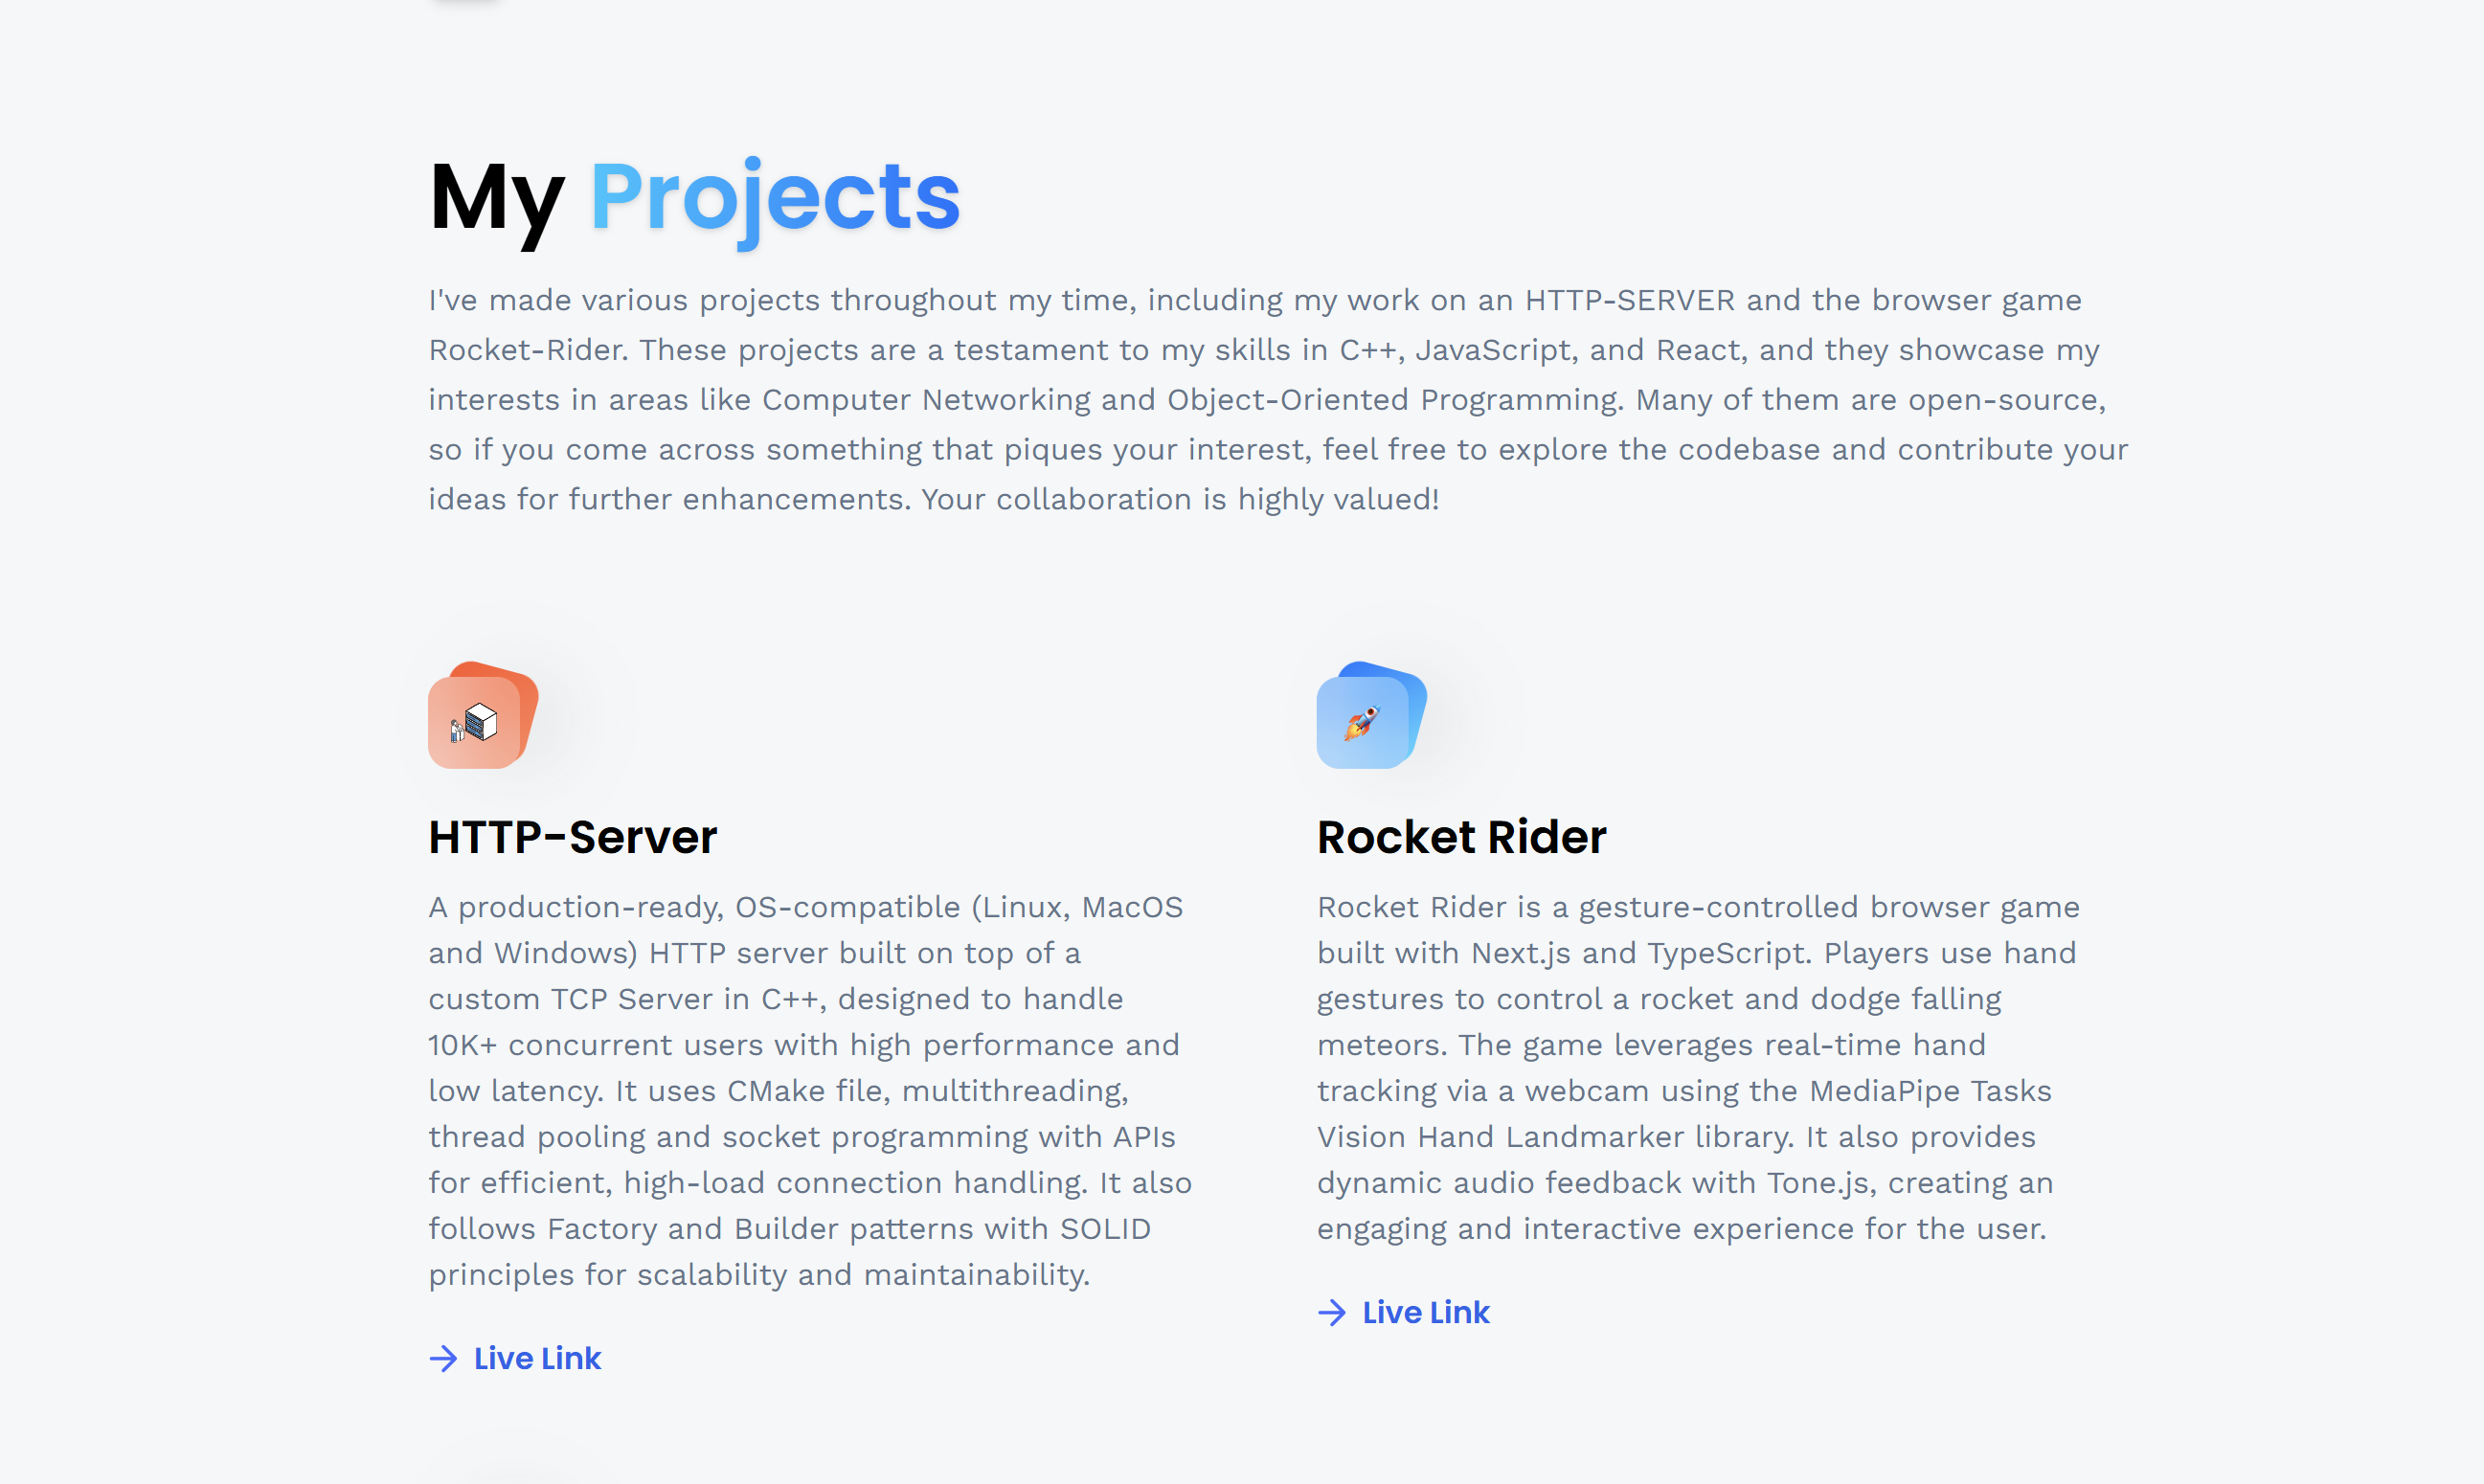 My Projects
I've made various projects throughout my time, including my work on an HTTP-SERVER and the browser game
Rocket-Rider. These projects are a testament to my skills in C++, JavaScript, and React, and they showcase my
interests in areas like Computer Networking and Object-Oriented Programming. Many of them are open-source,
so if you come across something that piques your interest, feel free to explore the codebase and contribute your
ideas for further enhancements. Your collaboration is highly valued!
HTTP-Server
A production-ready, OS-compatible (Linux, MacOS
and Windows) HTTP server built on top of a
custom TCP Server in C++, designed to handle
10K+ concurrent users with high performance and
low latency. It uses CMake file, multithreading,
thread pooling and socket programming with APIs
for efficient, high-load connection handling. It also
follows Factory and Builder patterns with SOLID
principles for scalability and maintainability.
Live Link
Rocket Rider
Rocket Rider is a gesture-controlled browser game
built with Next.js and TypeScript. Players use hand
gestures to control a rocket and dodge falling
meteors. The game leverages real-time hand
tracking via a webcam using the MediaPipe Tasks
Vision Hand Landmarker library. It also provides
dynamic audio feedback with Tone.js, creating an
engaging and interactive experience for the user.
Live Link